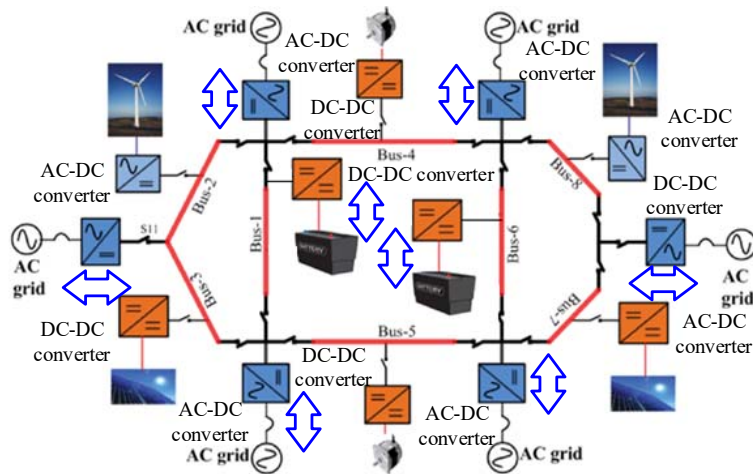 AC grid
AC-DC
converter
DC-DC
converter
AC grid
AC-DC
converter
AC-DC
converter
Bus-2
Bus-4
DC-DC converter
Bus-8
AC-DC
converter
DC-DC
converter
Bus-1
Bus-6
BATTERY
BATTERY
S11
AC
grid
AC
grid
Bus-3
Bus-7
DC-DC
converter
Bus-5
DC-DC
converter
AC-DC
converter
AC-DC
converter
AC grid
AC-DC
converter
AC grid